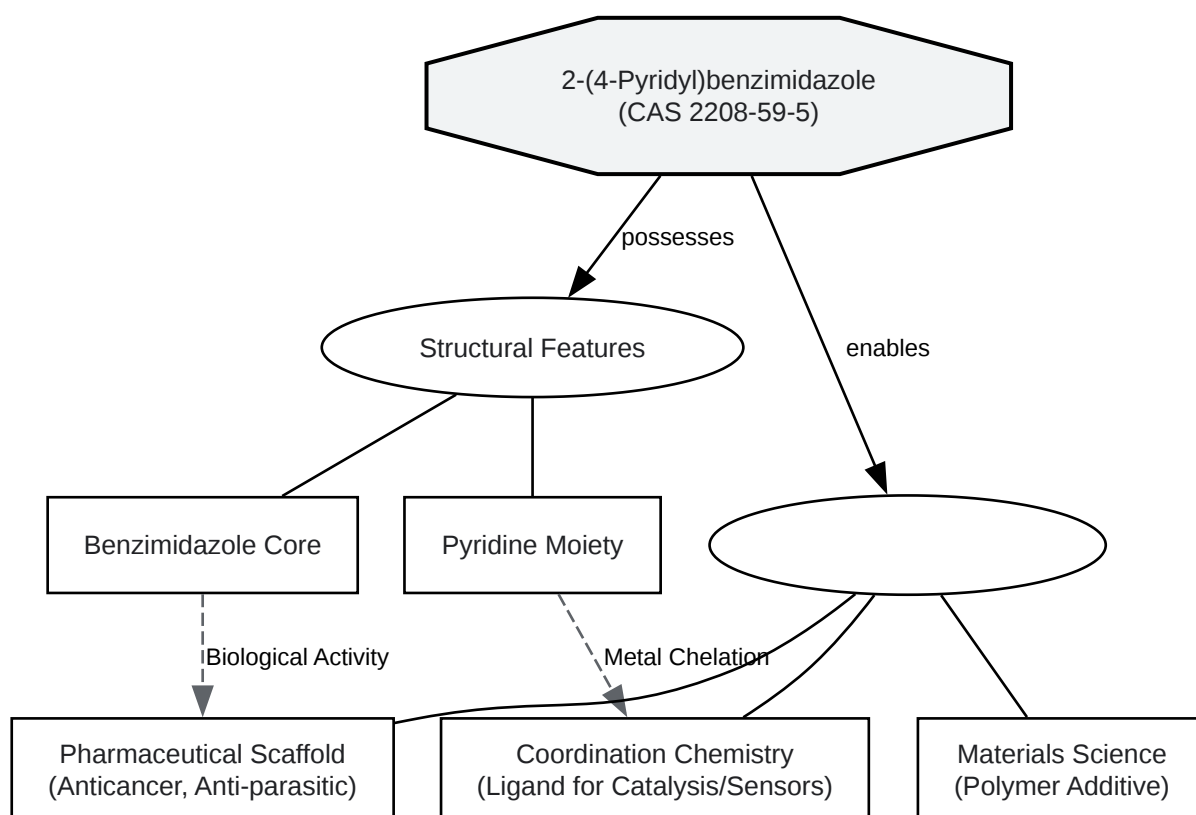 2-(4-Pyridyl)benzimidazole
(CAS 2208-59-5)
possesses
Structural Features
enables
Benzimidazole Core
Pyridine Moiety
Biological Activity
Metal Chelation
Pharmaceutical Scaffold
(Anticancer, Anti-parasitic)
Coordination Chemistry
(Ligand for Catalysis/Sensors)
Materials Science
(Polymer Additive)